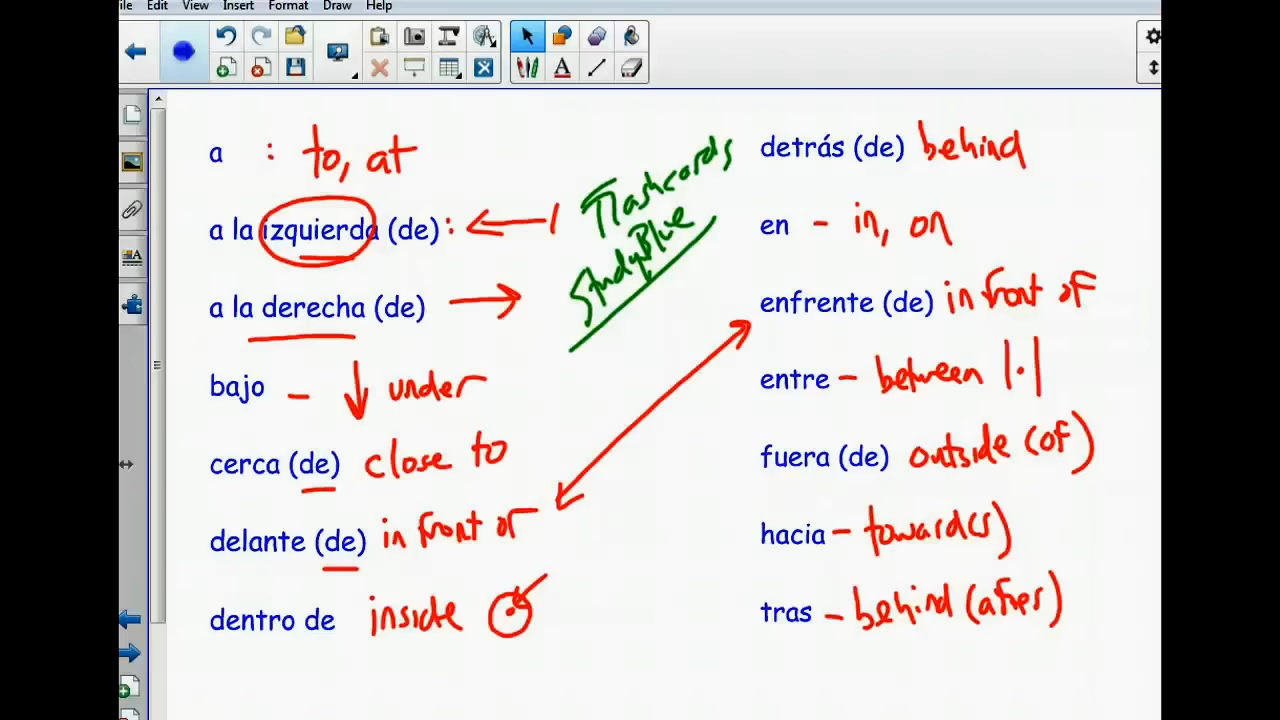 ile Edit View Insert Format Draw Help
a : to, at
a la izquierda (de) :
a la derecha (de)
bajo - under
cerca (de) close to
delante (de) in front of
dentro de inside
Flashcards
StudyBlue
detrás (de) behind
en - in, on
enfrente (de) in front of
entre - between
fuera (de) outside (of)
hacia - toward(s)
tras - behind (after)